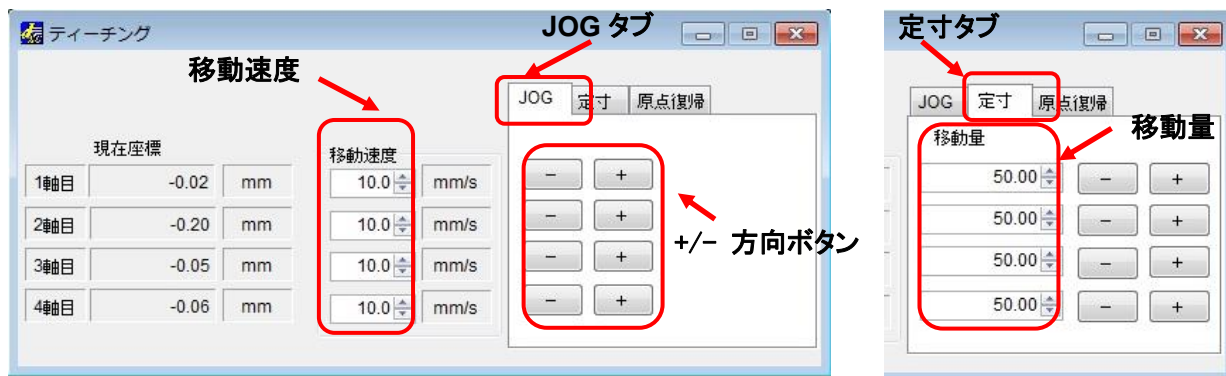 ティーチング
JOG タブ
移動速度
JOG 定寸 原点復帰
現在座標
移動速度
1軸目 -0.02 mm 10.0 mm/s - +
2軸目 -0.20 mm 10.0 mm/s - +
3軸目 -0.05 mm 10.0 mm/s - +
4軸目 -0.06 mm 10.0 mm/s - +
+/- 方向ボタン
定寸タブ
JOG 定寸 原点復帰
移動量
移動量
50.00 - +
50.00 - +
50.00 - +
50.00 - +